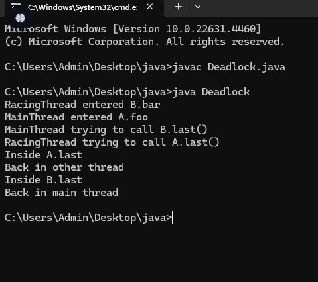 C:\Windows\System32\cmd.e:
Microsoft Windows [Version 10.0.22631.4460]
(c) Microsoft Corporation. All rights reserved.
C:\Users\Admin\Desktop\java>javac Deadlock.java
C:\Users\Admin\Desktop\java>java Deadlock
RacingThread entered B.bar
MainThread entered A.foo
MainThread trying to call B.last()
RacingThread trying to call A.last()
Inside A.last
Back in other thread
Inside B.last
Back in main thread
C:\Users\Admin\Desktop\java>